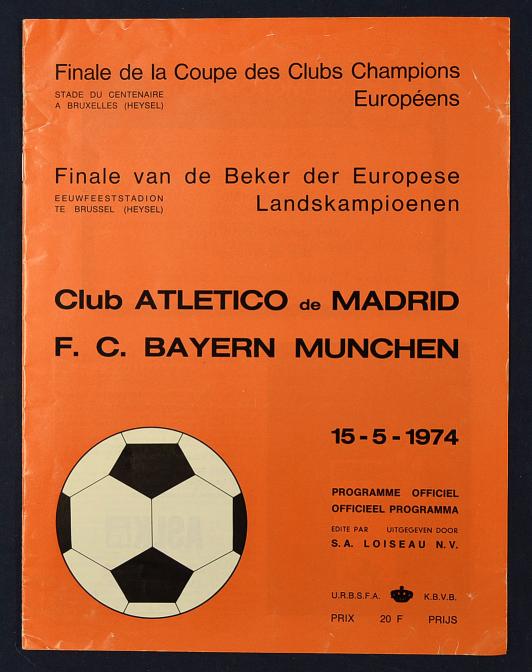 Finale de la Coupe des Clubs Champions
Européens
STADE DU CENTENAIRE
A BRUXELLES (HEYSEL)
Finale van de Beker der Europese
Landskampioenen
EEUWFEESTSTADION
TE BRUSSEL (HEYSEL)
Club ATLETICO de MADRID
F. C. BAYERN MUNCHEN
15-5-1974
PROGRAMME OFFICIEL
OFFICIEEL PROGRAMMA
EDITE PAR UITGEGEVEN DOOR
S.A. LOISEAU N.V.
U.R.B.S.F.A. K.B.V.B.
PRIX 20 F PRIJS